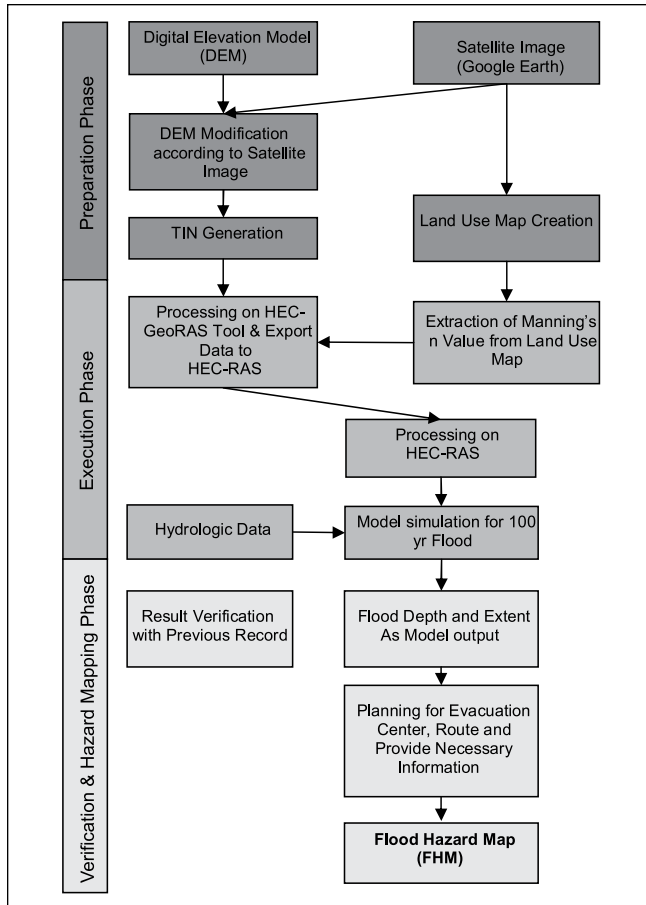 Preparation Phase
Digital Elevation Model
(DEM)
Satellite Image
(Google Earth)
DEM Modification
according to Satellite
Image
TIN Generation
Land Use Map Creation
Execution Phase
Processing on HEC-
GeoRAS Tool & Export
Data to
HEC-RAS
Extraction of Manning's
n Value from Land Use
Map
Processing on
HEC-RAS
Hydrologic Data
Model simulation for 100
yr Flood
Verification & Hazard Mapping Phase
Result Verification
with Previous Record
Flood Depth and Extent
As Model output
Planning for Evacuation
Center, Route and
Provide Necessary
Information
Flood Hazard Map
(FHM)